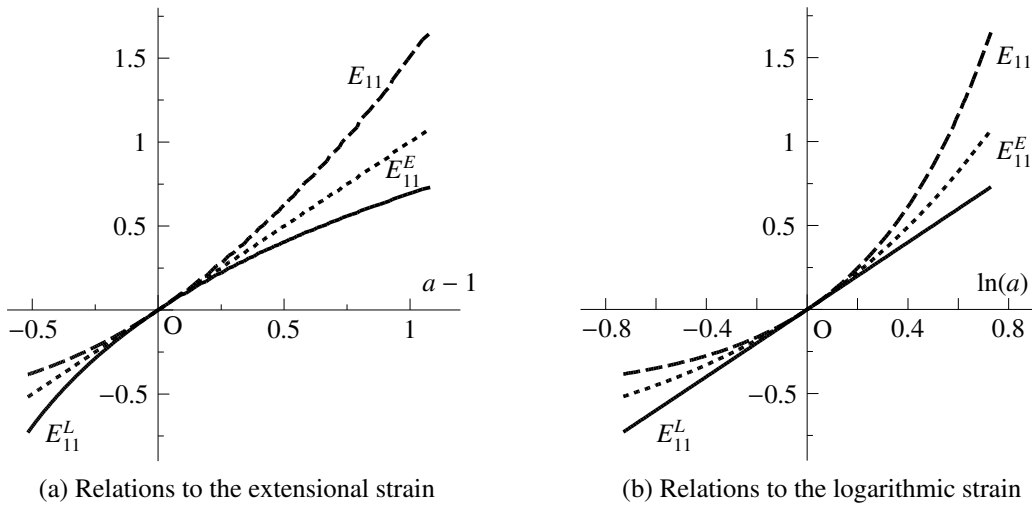 1.5
E₁₁
1
E₁₁ᴱ
0.5
a − 1
−0.5
O
0.5
1
−0.5
E₁₁ᴸ
(a) Relations to the extensional strain
1.5
E₁₁
1
E₁₁ᴱ
0.5
ln(a)
−0.8
−0.4
O
0.4
0.8
−0.5
E₁₁ᴸ
(b) Relations to the logarithmic strain